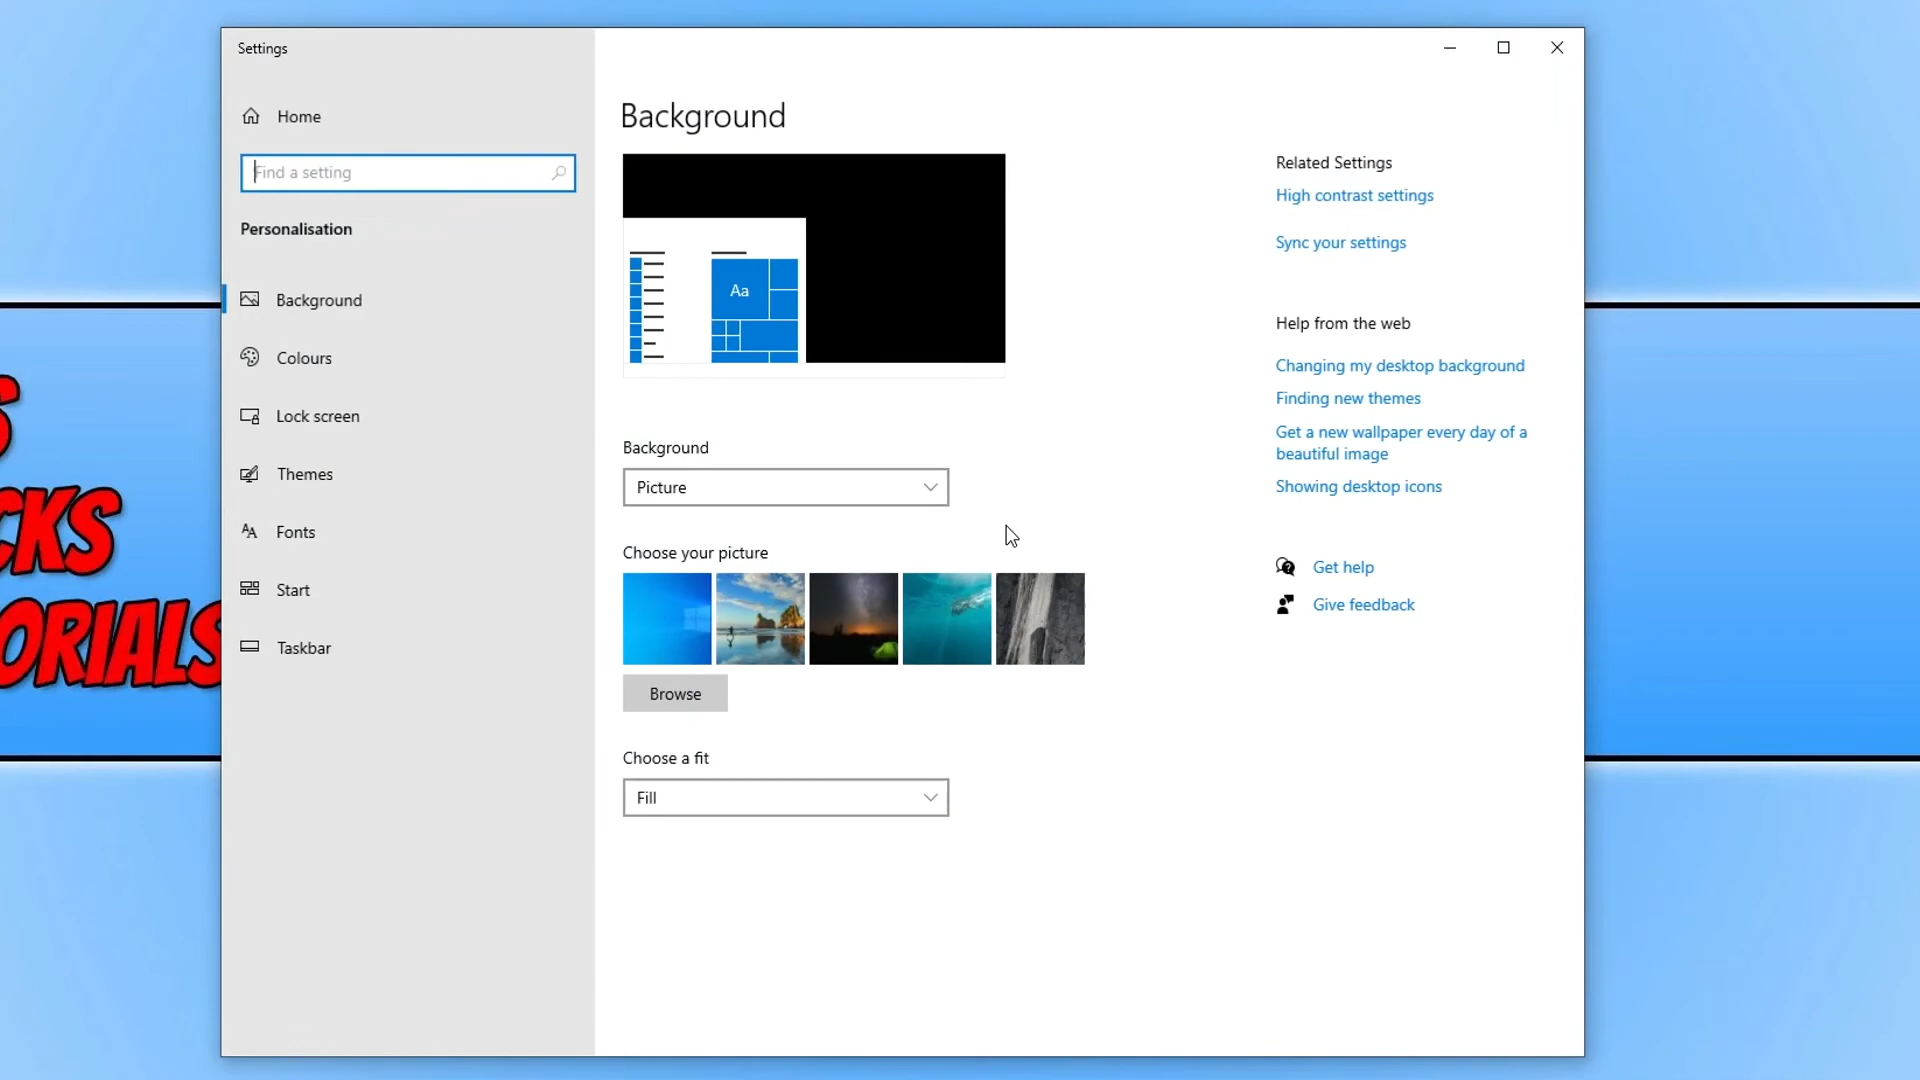 Settings
Home
Find a setting
Personalisation
Background
Colours
Lock screen
Themes
Fonts
Start
Taskbar
Background
Aa
Background
Picture
Choose your picture
Browse
Choose a fit
Fill
Related Settings
High contrast settings
Sync your settings
Help from the web
Changing my desktop background
Finding new themes
Get a new wallpaper every day of a
beautiful image
Showing desktop icons
Get help
Give feedback
S
CKS
ORIALS